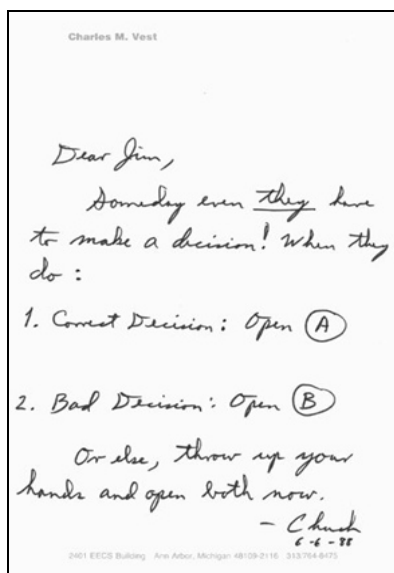 Charles M. Vest
Dear Jim,
Someday even they have
to make a decision! When they
do :
1. Correct Decision: Open A
2. Bad Decision: Open B
Or else, throw up your
hands and open both now.
- Chuck
6-6-88
2401 EECS Building Ann Arbor, Michigan 48109-2116 313/764-8475